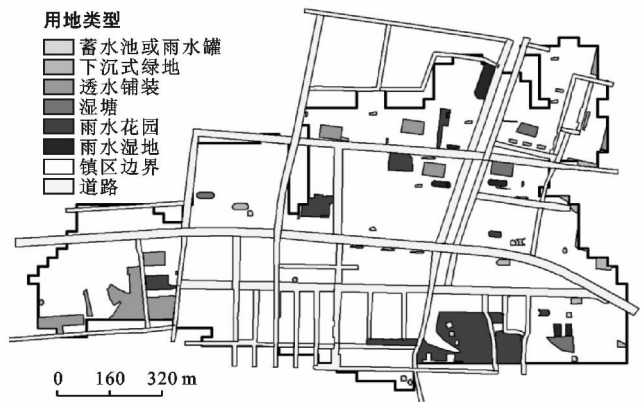 用地类型
蓄水池或雨水罐
下沉式绿地
透水铺装
湿塘
雨水花园
雨水湿地
镇区边界
道路
0 160 320 m